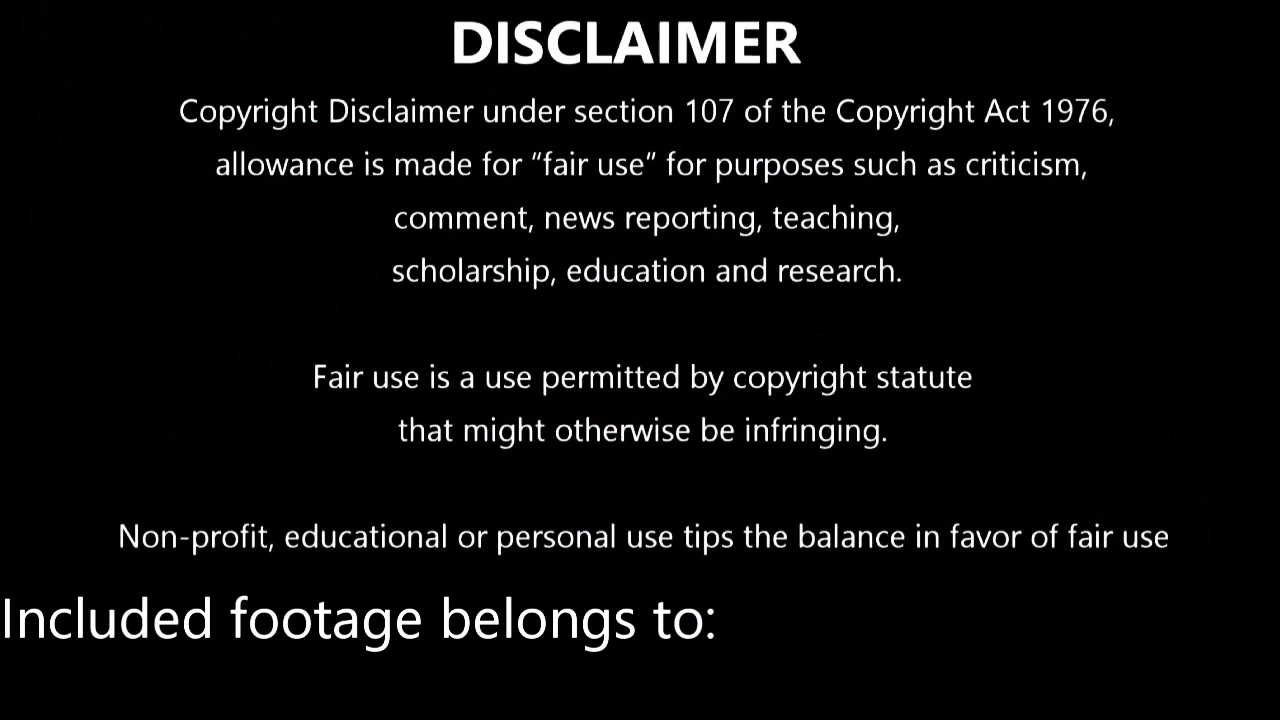 DISCLAIMER
Copyright Disclaimer under section 107 of the Copyright Act 1976,
allowance is made for “fair use” for purposes such as criticism,
comment, news reporting, teaching,
scholarship, education and research.
Fair use is a use permitted by copyright statute
that might otherwise be infringing.
Non-profit, educational or personal use tips the balance in favor of fair use
Included footage belongs to: